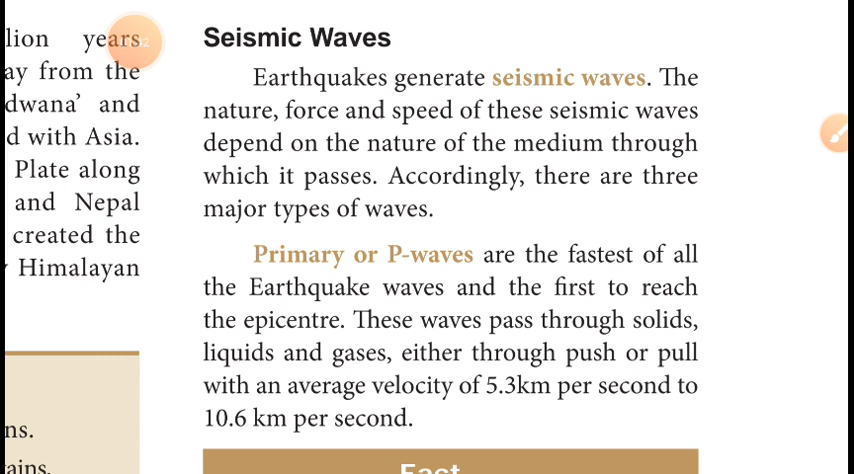 lion years
ay from the
dwana' and
d with Asia.
Plate along
and Nepal
created the
Himalayan
ns.
ains.
Seismic Waves
Earthquakes generate seismic waves. The
nature, force and speed of these seismic waves
depend on the nature of the medium through
which it passes. Accordingly, there are three
major types of waves.
Primary or P-waves are the fastest of all
the Earthquake waves and the first to reach
the epicentre. These waves pass through solids,
liquids and gases, either through push or pull
with an average velocity of 5.3km per second to
10.6 km per second.
Fact